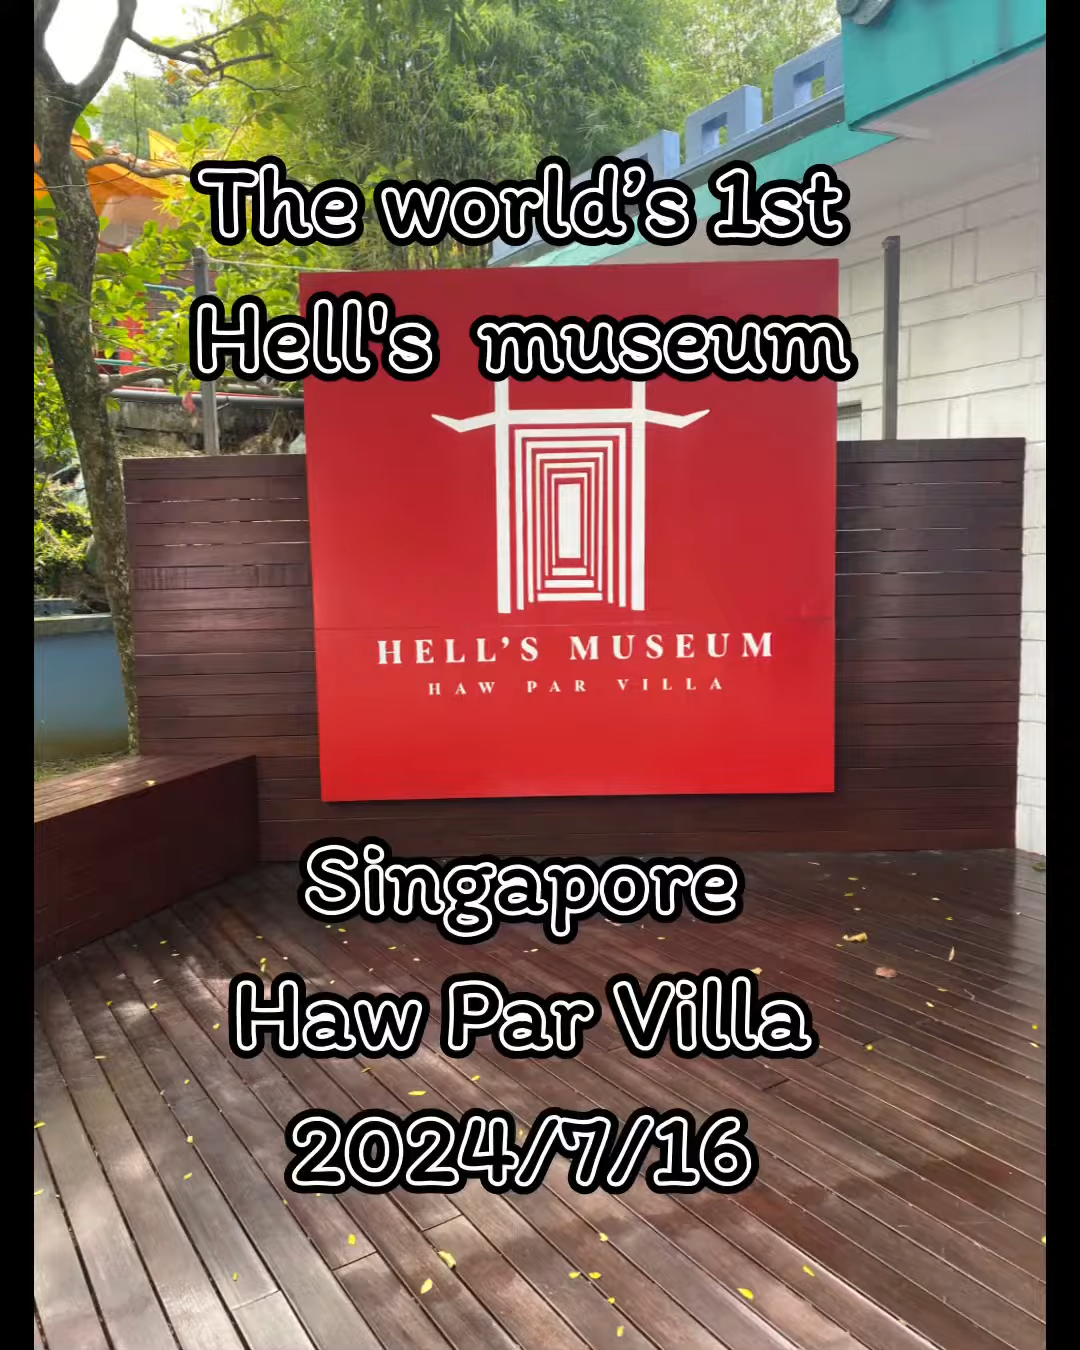 The world’s 1st
Hell's museum
HELL’S MUSEUM
HAW PAR VILLA
Singapore
Haw Par Villa
2024/7/16